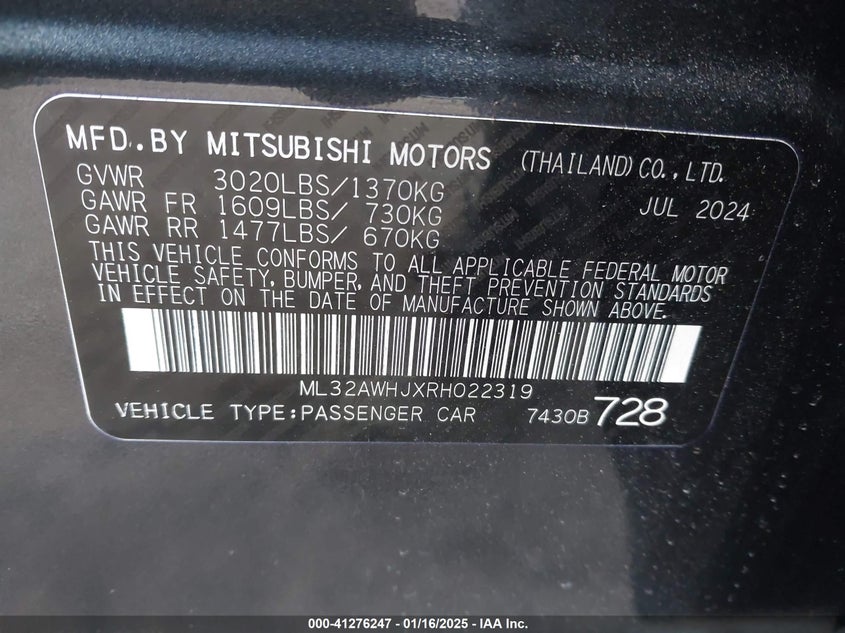 MFD. BY MITSUBISHI MOTORS (THAILAND) CO., LTD.
GVWR 3020LBS/1370KG JUL 2024
GAWR FR 1609LBS/ 730KG
GAWR RR 1477LBS/ 670KG
THIS VEHICLE CONFORMS TO ALL APPLICABLE FEDERAL MOTOR
VEHICLE SAFETY, BUMPER, AND THEFT PREVENTION STANDARDS
IN EFFECT ON THE DATE OF MANUFACTURE SHOWN ABOVE.
ML32AWHJXRH022319
VEHICLE TYPE:PASSENGER CAR 7430B 728
000-41276247 - 01/16/2025 - IAA Inc.